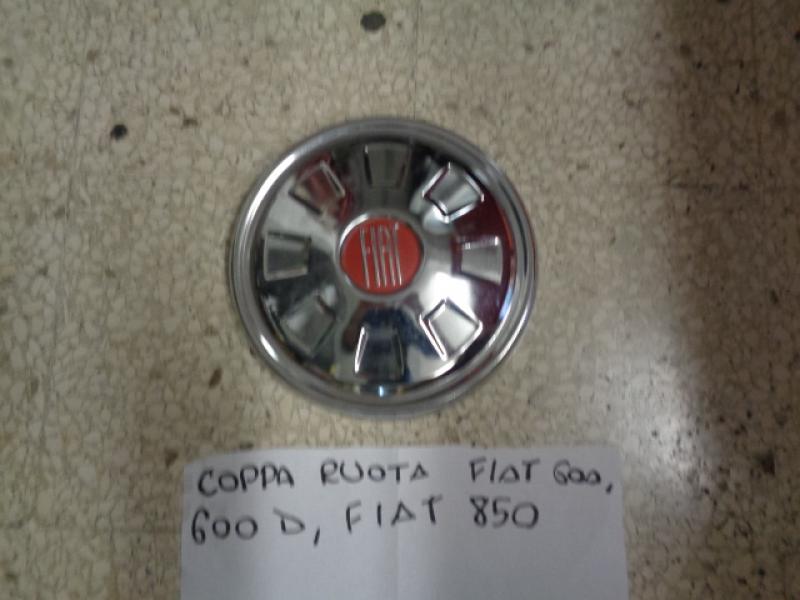 FIAT
COPPA RUOTA FIAT 600,
600 D, FIAT 850